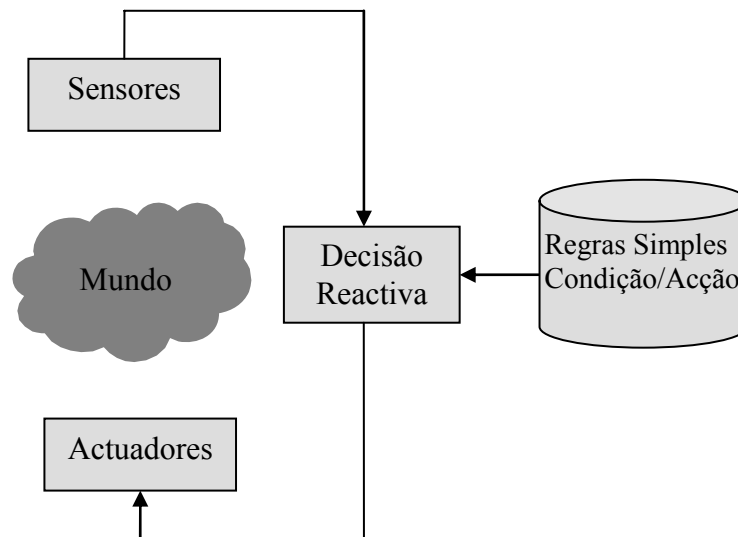 Sensores
Mundo
Decisão
Reactiva
Regras Simples
Condição/Acção
Actuadores